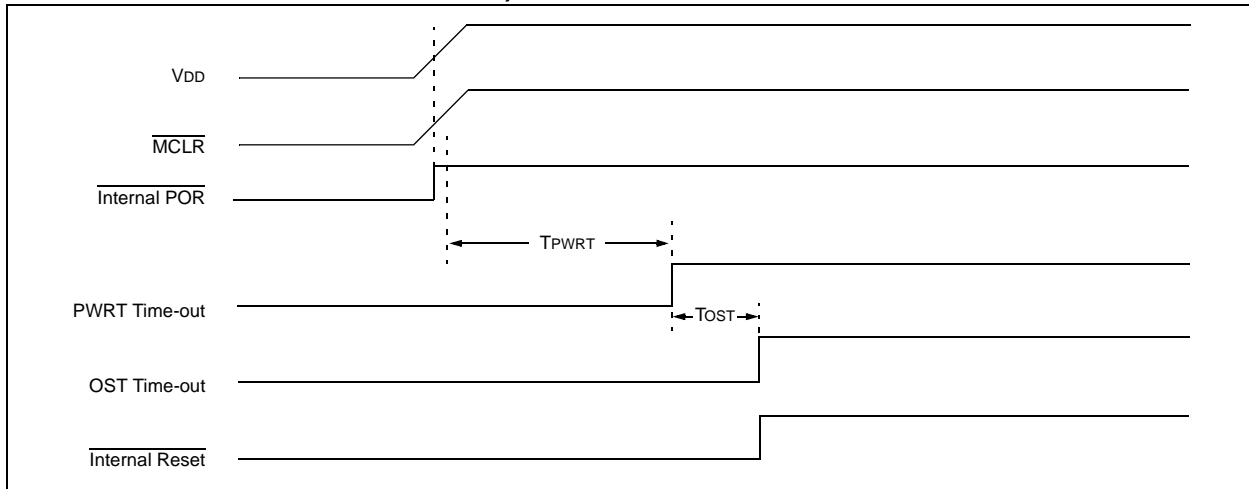 VDD
MCLR
Internal POR
TPWRT
PWRT Time-out
TOST
OST Time-out
Internal Reset